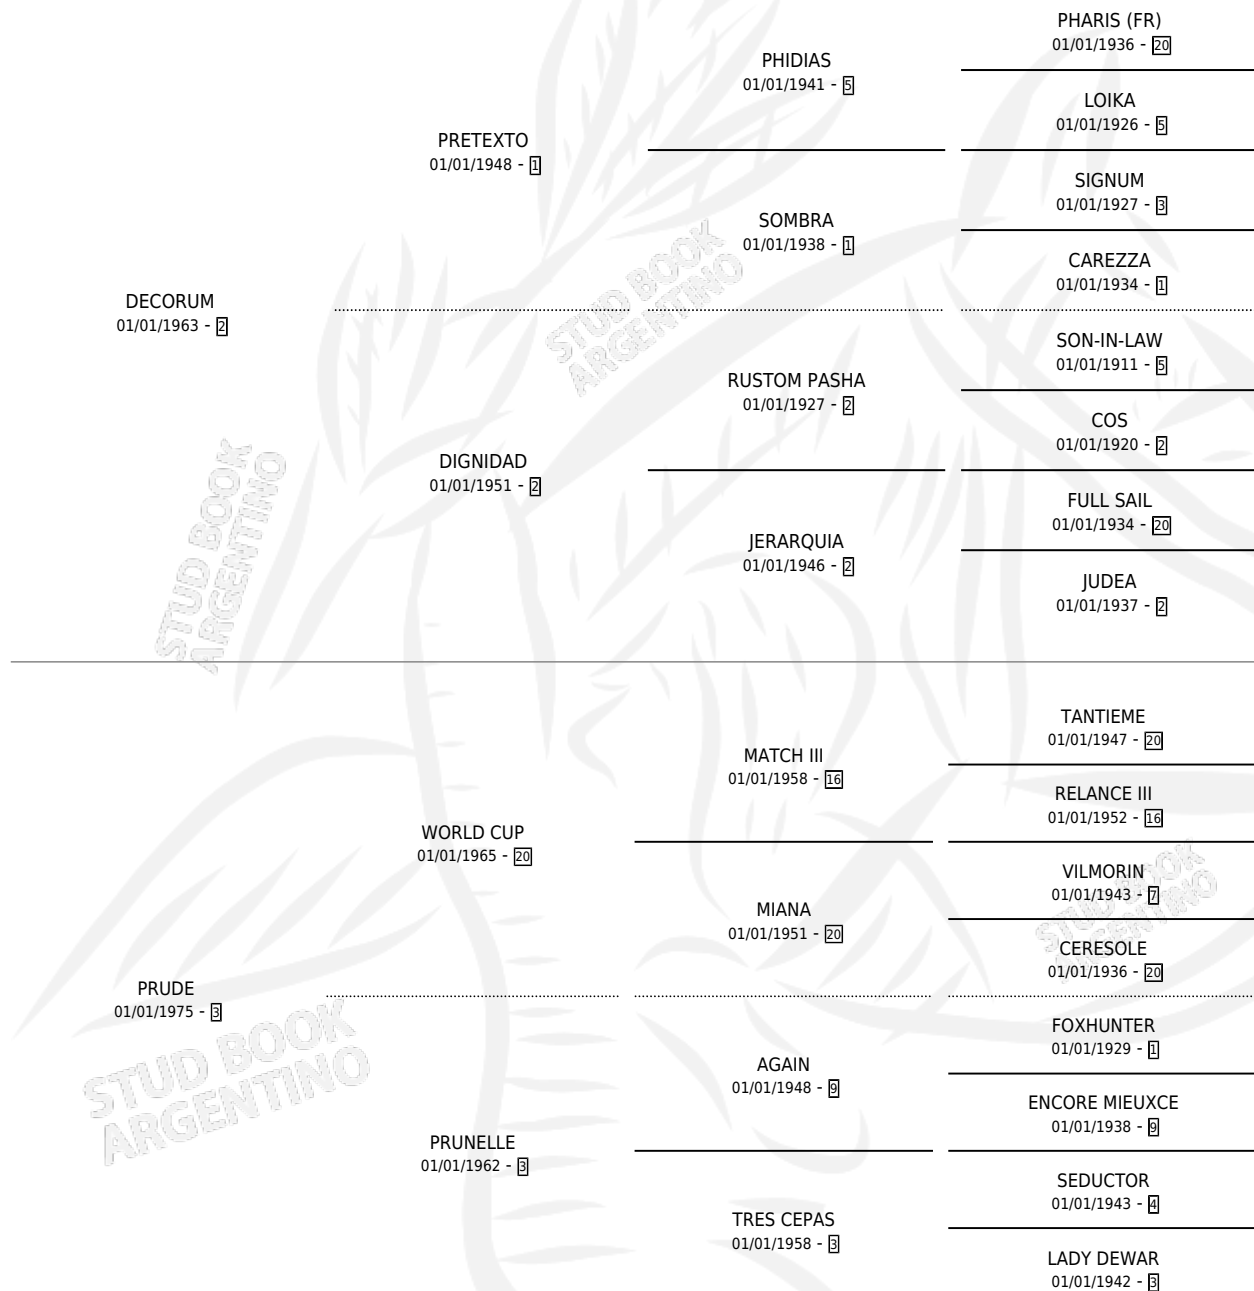 PHARIS (FR)
01/01/1936 - 20
PHIDIAS
01/01/1941 - 5
LOIKA
01/01/1926 - 5
PRETEXTO
01/01/1948 - 1
SIGNUM
01/01/1927 - 3
SOMBRA
01/01/1938 - 1
CAREZZA
01/01/1934 - 1
DECORUM
01/01/1963 - 2
SON-IN-LAW
01/01/1911 - 5
RUSTOM PASHA
01/01/1927 - 2
COS
01/01/1920 - 2
DIGNIDAD
01/01/1951 - 2
FULL SAIL
01/01/1934 - 20
JERARQUIA
01/01/1946 - 2
JUDEA
01/01/1937 - 2
TANTIEME
01/01/1947 - 20
MATCH III
01/01/1958 - 16
RELANCE III
01/01/1952 - 16
WORLD CUP
01/01/1965 - 20
VILMORIN
01/01/1943 - 7
MIANA
01/01/1951 - 20
CERESOLE
01/01/1936 - 20
PRUDE
01/01/1975 - 3
FOXHUNTER
01/01/1929 - 1
AGAIN
01/01/1948 - 9
ENCORE MIEUXCE
01/01/1938 - 9
PRUNELLE
01/01/1962 - 3
SEDUCTOR
01/01/1943 - 4
TRES CEPAS
01/01/1958 - 3
LADY DEWAR
01/01/1942 - 3
STUD BOOK
ARGENTINO
STUD BOOK
ARGENTINO
STUD BOOK
ARGENTINO
STUD BOOK
ARGENTINO